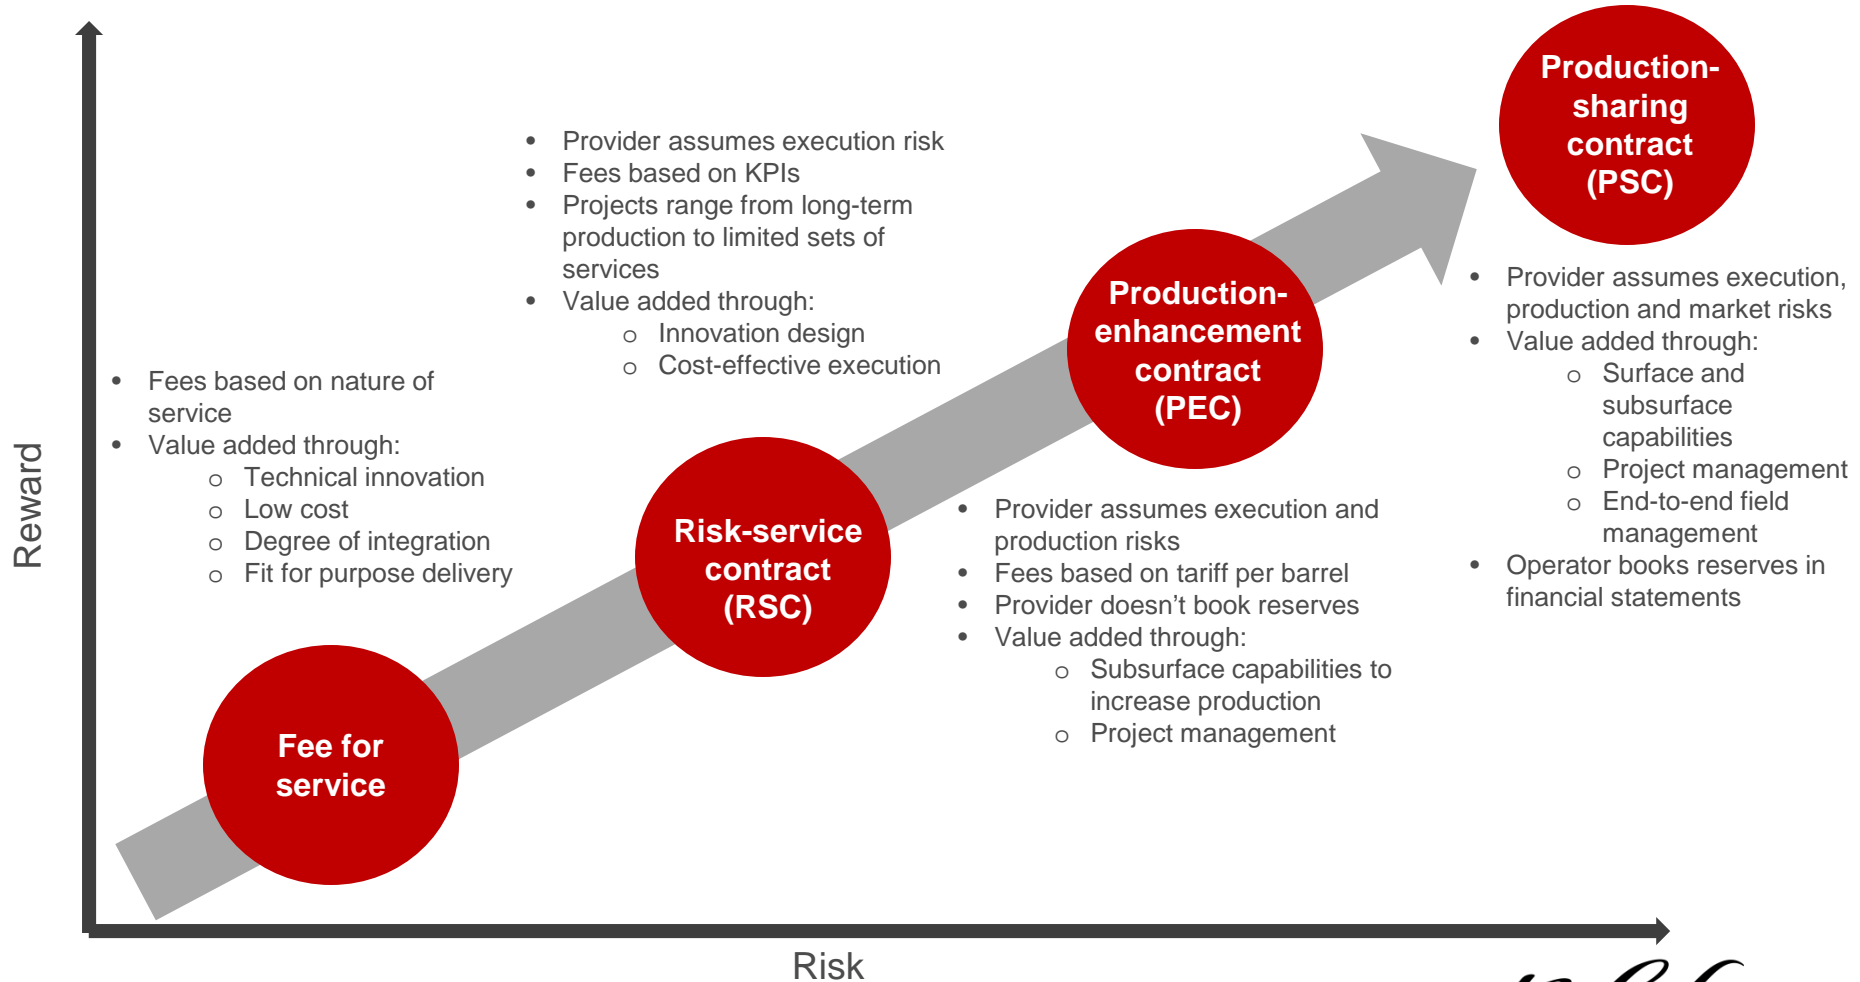 Production-
sharing
contract
(PSC)
• Provider assumes execution risk
• Fees based on KPIs
• Projects range from long-term
production to limited sets of
services
• Value added through:
o Innovation design
o Cost-effective execution
Production-
enhancement
contract
(PEC)
• Provider assumes execution,
production and market risks
• Value added through:
o Surface and
subsurface
capabilities
o Project management
o End-to-end field
management
• Operator books reserves in
financial statements
• Fees based on nature of
service
• Value added through:
o Technical innovation
o Low cost
o Degree of integration
o Fit for purpose delivery
Reward
Risk-service
contract
(RSC)
• Provider assumes execution and
production risks
• Fees based on tariff per barrel
• Provider doesn’t book reserves
• Value added through:
o Subsurface capabilities to
increase production
o Project management
Fee for
service
Risk